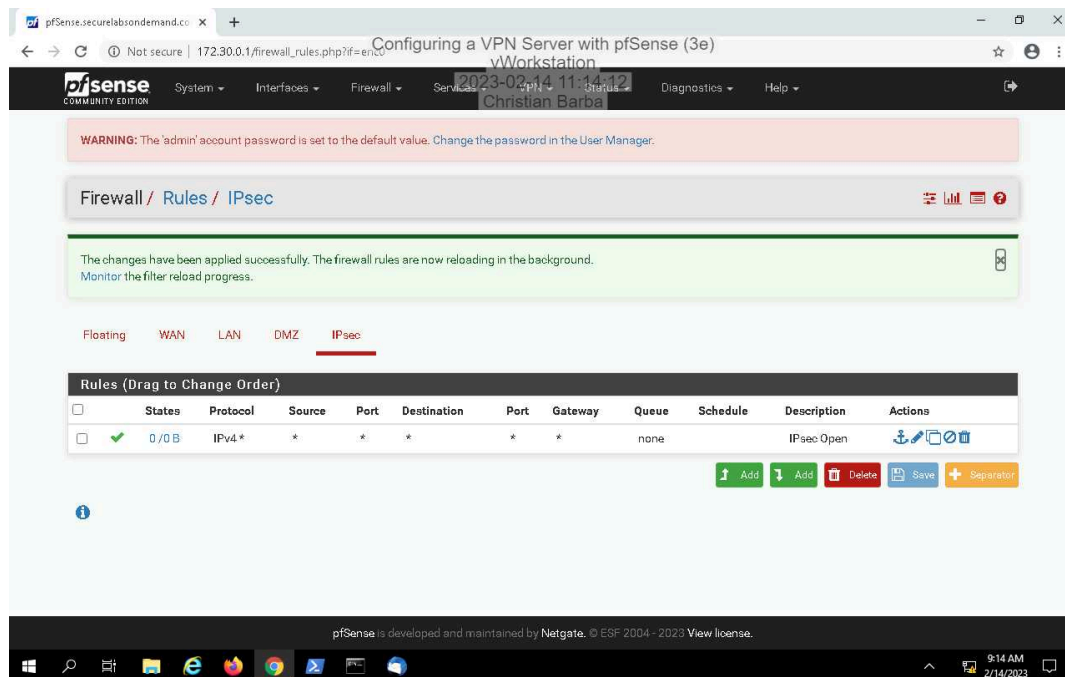 pfSense.securelabsondemand.co
Not secure | 172.30.0.1/firewall_rules.php?if=enc0
Configuring a VPN Server with pfSense (3e)
vWorkstation
2023-02-14 11:14:12
Christian Barba
pfsense
COMMUNITY EDITION
System
Interfaces
Firewall
Services
VPN
Status
Diagnostics
Help
WARNING: The 'admin' account password is set to the default value. Change the password in the User Manager.
Firewall / Rules / IPsec
The changes have been applied successfully. The firewall rules are now reloading in the background.
Monitor the filter reload progress.
Floating WAN LAN DMZ IPsec
Rules (Drag to Change Order)
States Protocol Source Port Destination Port Gateway Queue Schedule Description Actions
0 /0 B IPv4 * * * * * * none IPsec Open
Add Add Delete Save Separator
pfSense is developed and maintained by Netgate. © ESF 2004 - 2023 View license.
9:14 AM
2/14/2023